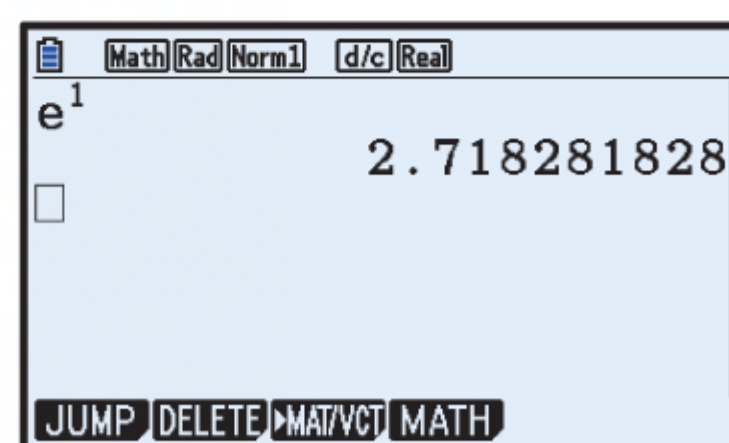 Math Rad Norm1 d/c Real
e¹
2.718281828
JUMP DELETE ►MAT/VCT MATH